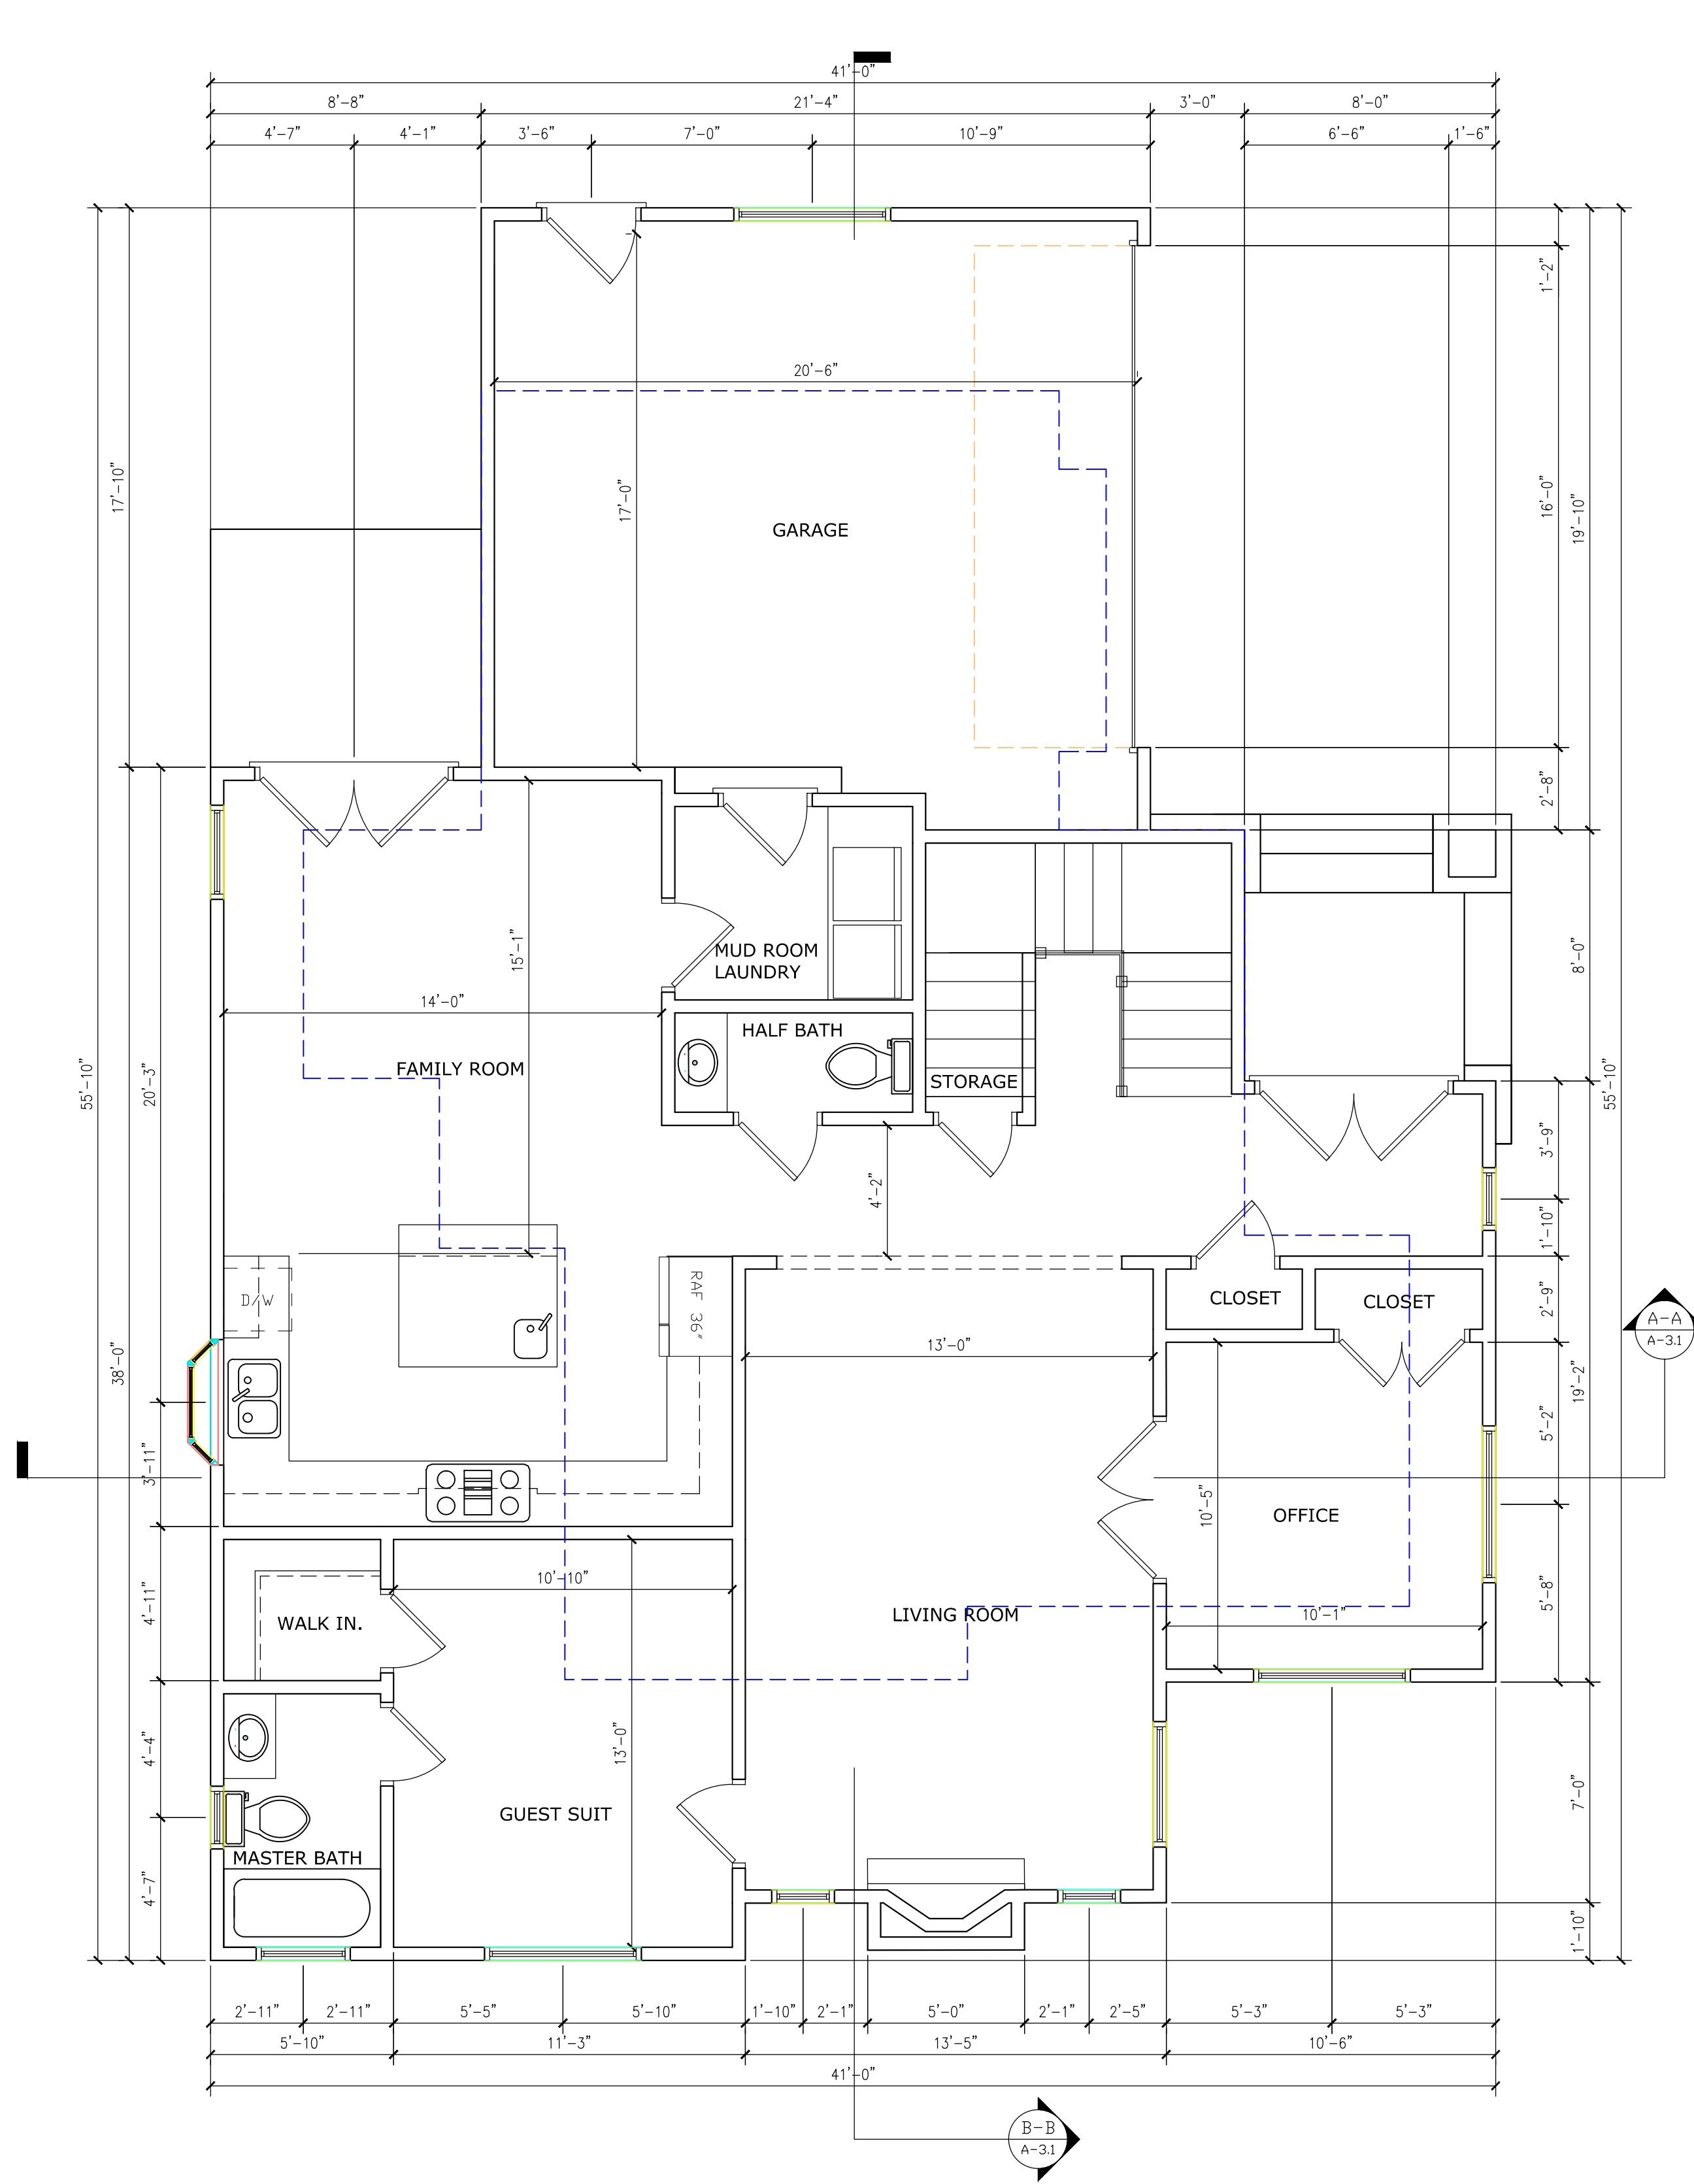 41'-0"
8'-8" 21'-4" 3'-0" 8'-0"
4'-7" 4'-1" 3'-6" 7'-0" 10'-9" 6'-6" 1'-6"
1'-2"
20'-6"
17'-10"
17'-0"
16'-0"
19'-10"
GARAGE
2'-8"
15'-1"
MUD ROOM
LAUNDRY
8'-0"
14'-0"
HALF BATH
FAMILY ROOM
STORAGE
55'-10"
20'-3"
55'-10"
3'-9"
4'-2"
1'-10"
D/W
RAF 36"
CLOSET
CLOSET
2'-9"
A-A
A-3.1
13'-0"
38'-0"
19'-2"
5'-2"
3'-11"
10'-5"
OFFICE
10'-10"
4'-11"
5'-8"
WALK IN.
LIVING ROOM
10'-1"
4'-4"
13'-0"
7'-0"
GUEST SUIT
MASTER BATH
4'-7"
1'-10"
2'-11" 2'-11" 5'-5" 5'-10" 1'-10" 2'-1" 5'-0" 2'-1" 2'-5" 5'-3" 5'-3"
5'-10" 11'-3" 13'-5" 10'-6"
41'-0"
B-B
A-3.1